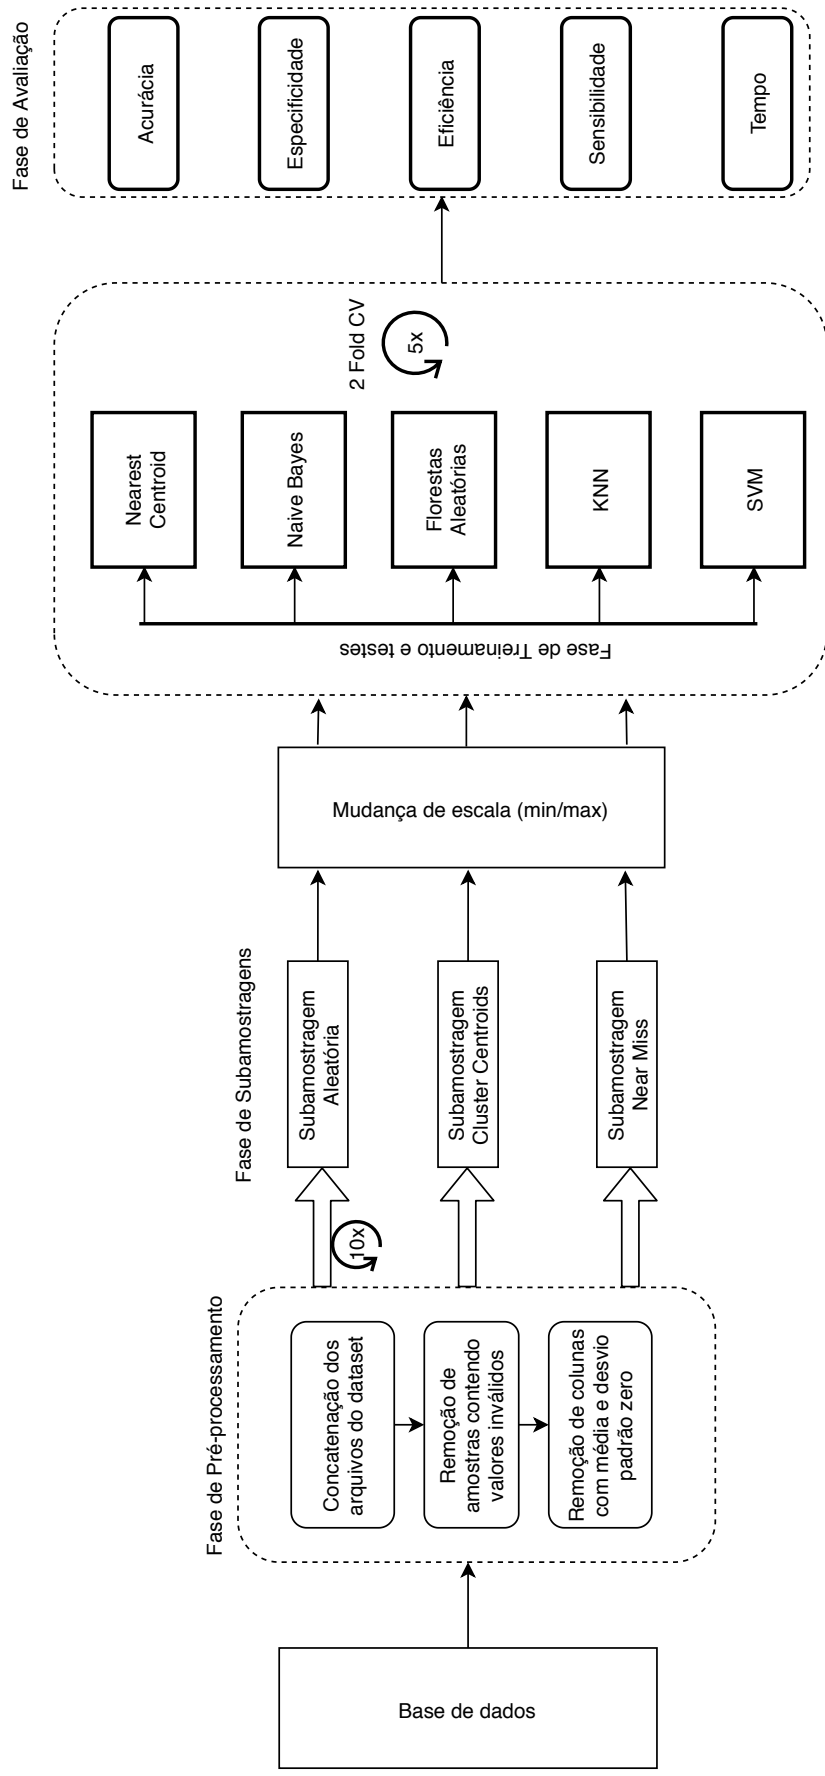 Base de dados
Fase de Pré-processamento
Concatenação dos
arquivos do dataset
Remoção de
amostras contendo
valores inválidos
Remoção de colunas
com média e desvio
padrão zero
10x
Fase de Subamostragens
Subamostragem
Aleatória
Subamostragem
Cluster Centroids
Subamostragem
Near Miss
Mudança de escala (min/max)
Fase de Treinamento e testes
Nearest
Centroid
Naive Bayes
Florestas
Aleatórias
KNN
SVM
2 Fold CV
5x
Fase de Avaliação
Acurácia
Especificidade
Eficiência
Sensibilidade
Tempo